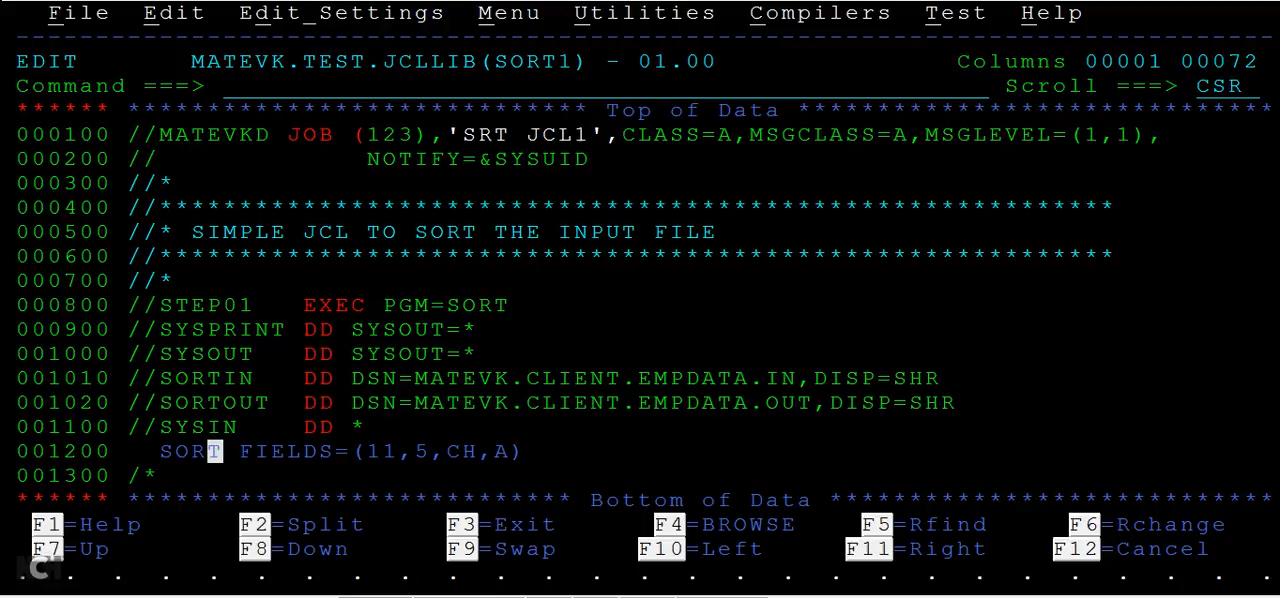 File Edit Edit_Settings Menu Utilities Compilers Test Help
EDIT MATEVK.TEST.JCLLIB(SORT1) - 01.00 Columns 00001 00072
Command ===> Scroll ===> CSR
****** ***************************** Top of Data ******************************
000100 //MATEVKD JOB (123),'SRT JCL1',CLASS=A,MSGCLASS=A,MSGLEVEL=(1,1),
000200 // NOTIFY=&SYSUID
000300 //*
000400 //************************************************************
000500 //* SIMPLE JCL TO SORT THE INPUT FILE
000600 //************************************************************
000700 //*
000800 //STEP01 EXEC PGM=SORT
000900 //SYSPRINT DD SYSOUT=*
001000 //SYSOUT DD SYSOUT=*
001010 //SORTIN DD DSN=MATEVK.CLIENT.EMPDATA.IN,DISP=SHR
001020 //SORTOUT DD DSN=MATEVK.CLIENT.EMPDATA.OUT,DISP=SHR
001100 //SYSIN DD *
001200 SORT FIELDS=(11,5,CH,A)
001300 /*
****** **************************** Bottom of Data ****************************
F1=Help F2=Split F3=Exit F4=BROWSE F5=Rfind F6=Rchange
F7=Up F8=Down F9=Swap F10=Left F11=Right F12=Cancel